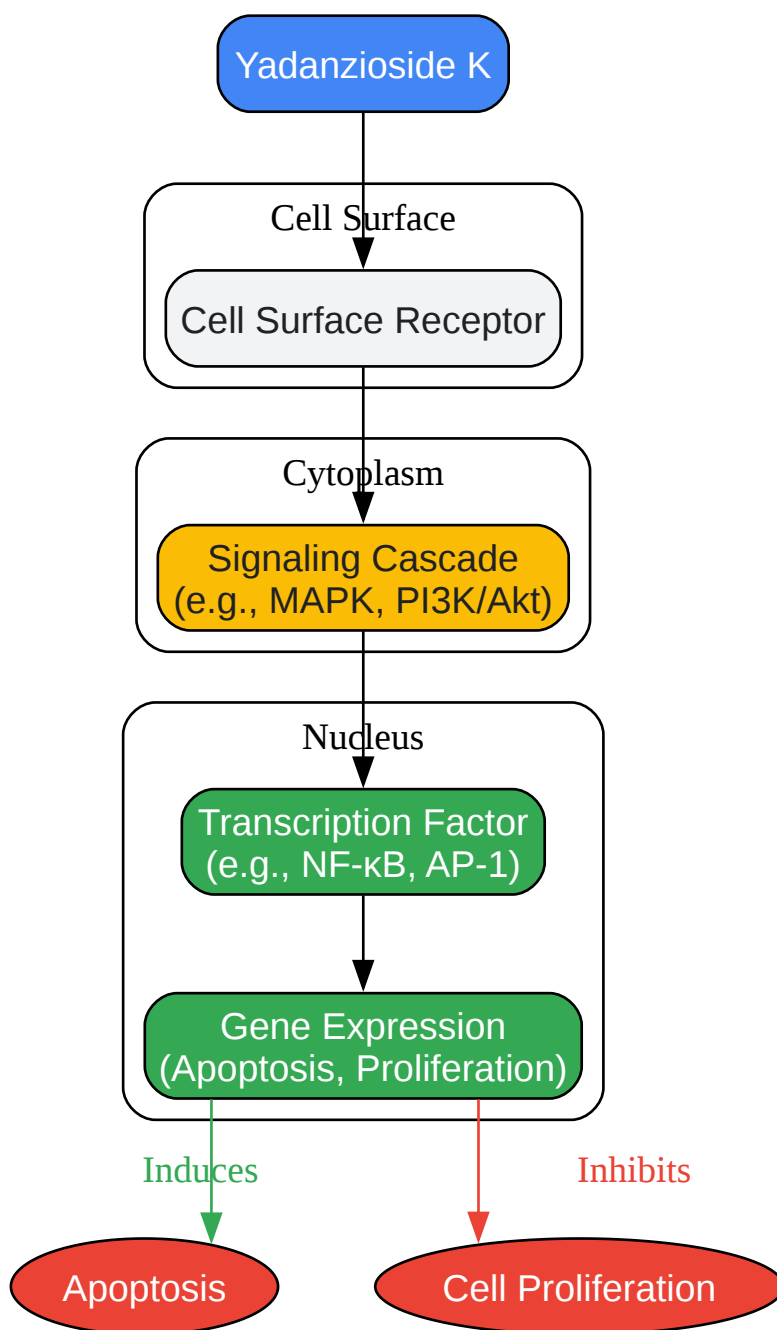 Yadanzioside K
Cell Surface
Cell Surface Receptor
Cytoplasm
Signaling Cascade
(e.g., MAPK, PI3K/Akt)
Nucleus
Transcription Factor
(e.g., NF-κB, AP-1)
Gene Expression
(Apoptosis, Proliferation)
Induces
Inhibits
Apoptosis
Cell Proliferation